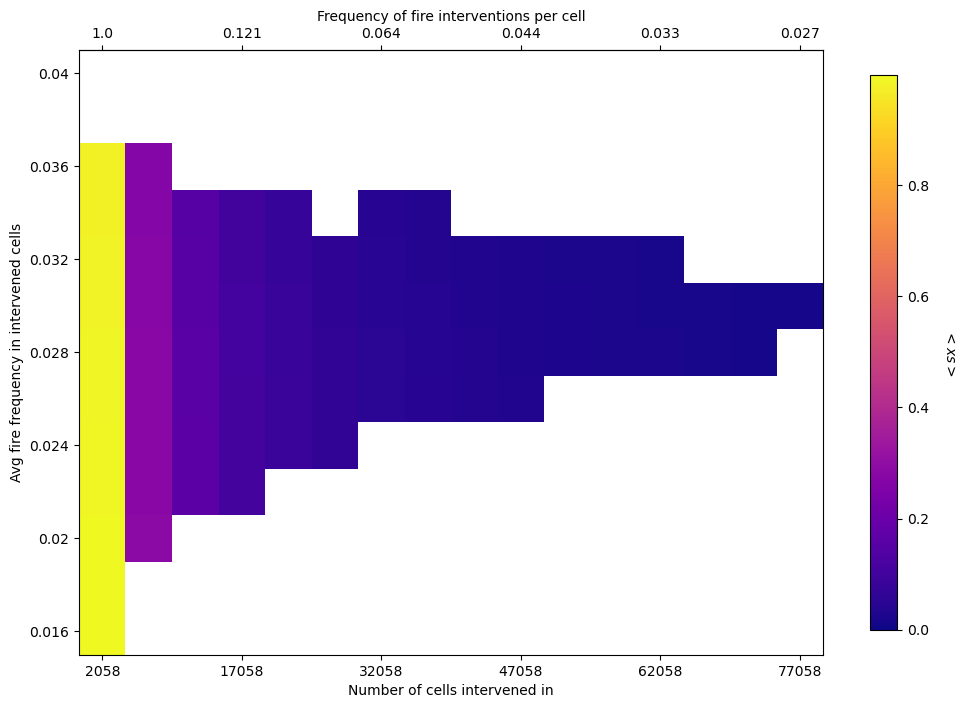 Frequency of fire interventions per cell
1.0 0.121 0.064 0.044 0.033 0.027
0.04
0.036
0.032
0.028
0.024
0.02
0.016
Avg fire frequency in intervened cells
2058 17058 32058 47058 62058 77058
Number of cells intervened in
0.8
0.6
0.4
0.2
0.0
< sx >